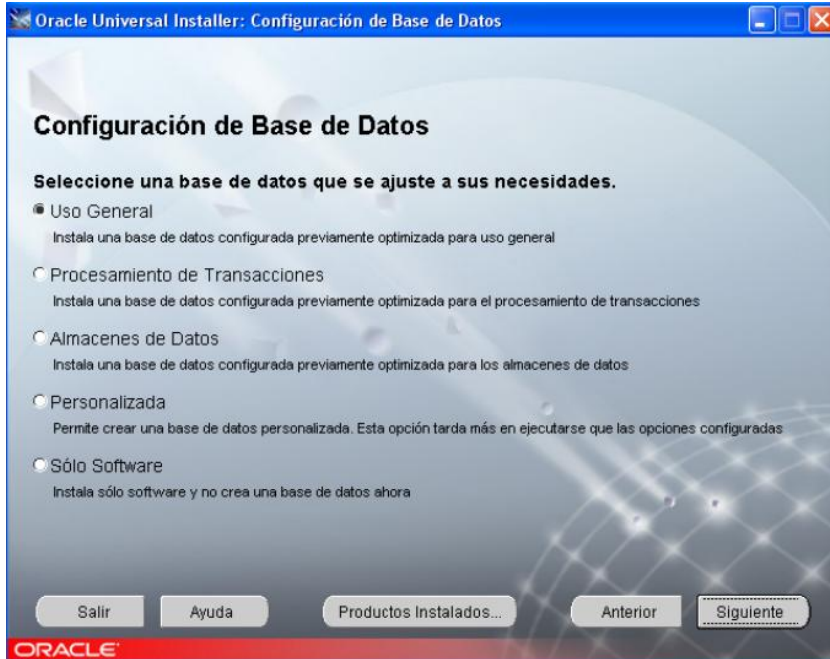 Oracle Universal Installer: Configuración de Base de Datos
Configuración de Base de Datos
Seleccione una base de datos que se ajuste a sus necesidades.
Uso General
Instala una base de datos configurada previamente optimizada para uso general
Procesamiento de Transacciones
Instala una base de datos configurada previamente optimizada para el procesamiento de transacciones
Almacenes de Datos
Instala una base de datos configurada previamente optimizada para los almacenes de datos
Personalizada
Permite crear una base de datos personalizada. Esta opción tarda más en ejecutarse que las opciones configuradas
Sólo Software
Instala sólo software y no crea una base de datos ahora
Salir
Ayuda
Productos Instalados...
Anterior
Siguiente
ORACLE